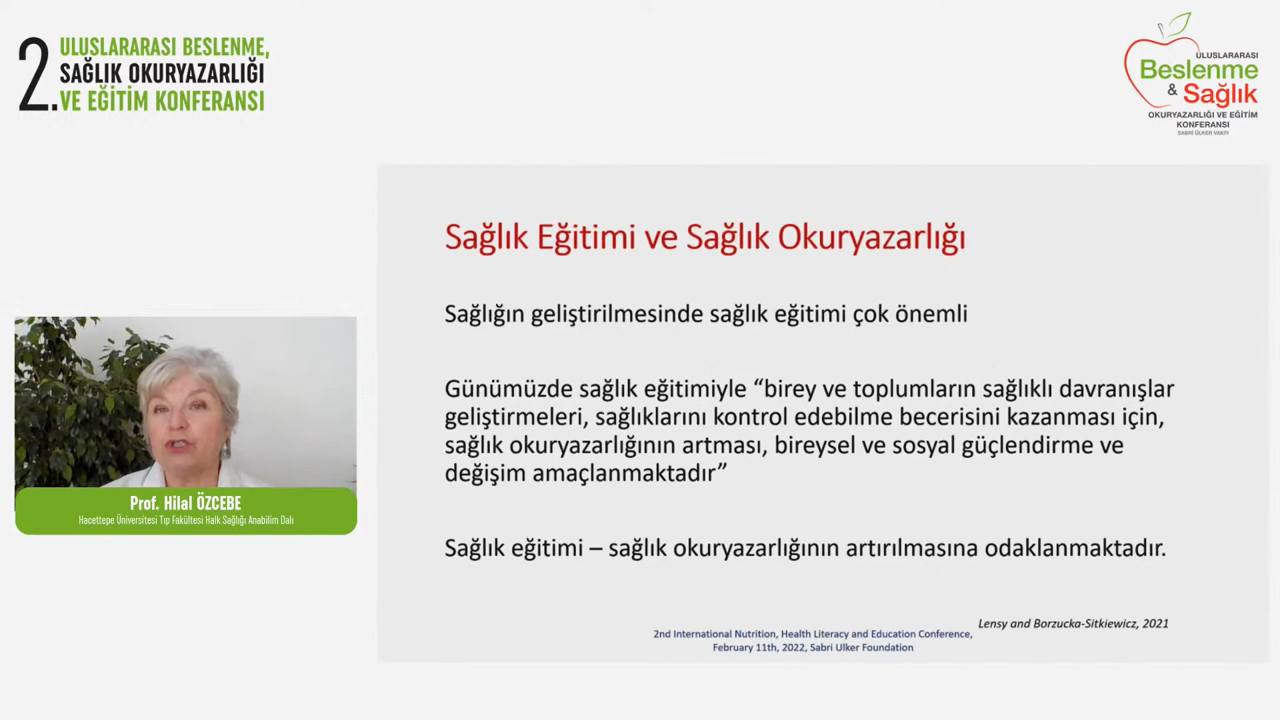 2.
ULUSLARARASI BESLENME,
SAĞLIK OKURYAZARLIĞI
VE EĞİTİM KONFERANSI
ULUSLARARASI
Beslenme
& Sağlık
OKURYAZARLIĞI VE EĞİTİM
KONFERANSI
SABRİ ÜLKER VAKFI
Sağlık Eğitimi ve Sağlık Okuryazarlığı
Sağlığın geliştirilmesinde sağlık eğitimi çok önemli
Günümüzde sağlık eğitimiyle “birey ve toplumların sağlıklı davranışlar
geliştirmeleri, sağlıklarını kontrol edebilme becerisini kazanması için,
sağlık okuryazarlığının artması, bireysel ve sosyal güçlendirme ve
değişim amaçlanmaktadır”
Sağlık eğitimi – sağlık okuryazarlığının artırılmasına odaklanmaktadır.
Lensy and Borzucka-Sitkiewicz, 2021
2nd International Nutrition, Health Literacy and Education Conference,
February 11th, 2022, Sabri Ulker Foundation
Prof. Hilal ÖZCEBE
Hacettepe Üniversitesi Tıp Fakültesi Halk Sağlığı Anabilim Dalı